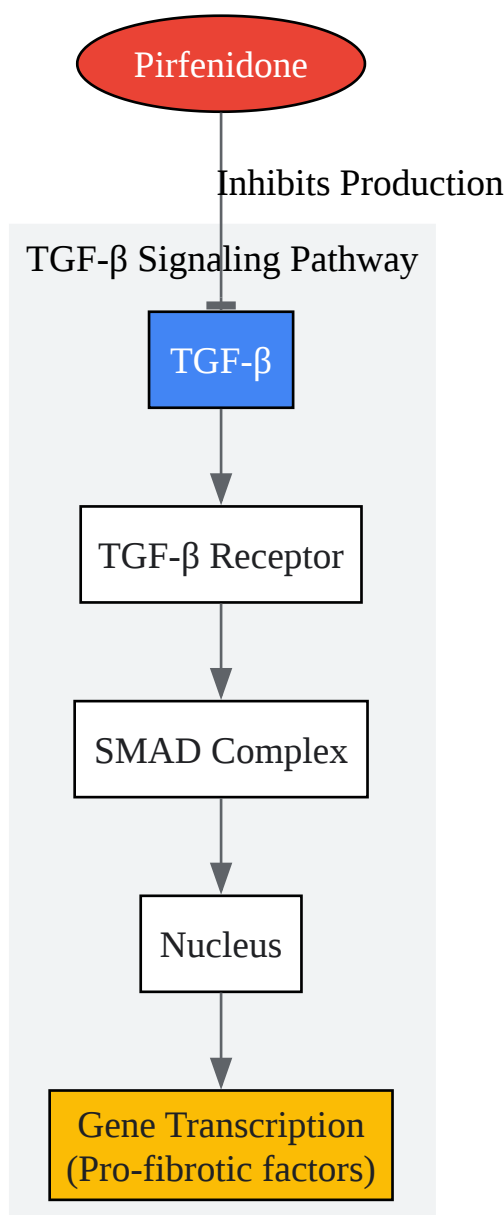 Pirfenidone
Inhibits Production
TGF-β Signaling Pathway
TGF-β
TGF-β Receptor
SMAD Complex
Nucleus
Gene Transcription
(Pro-fibrotic factors)